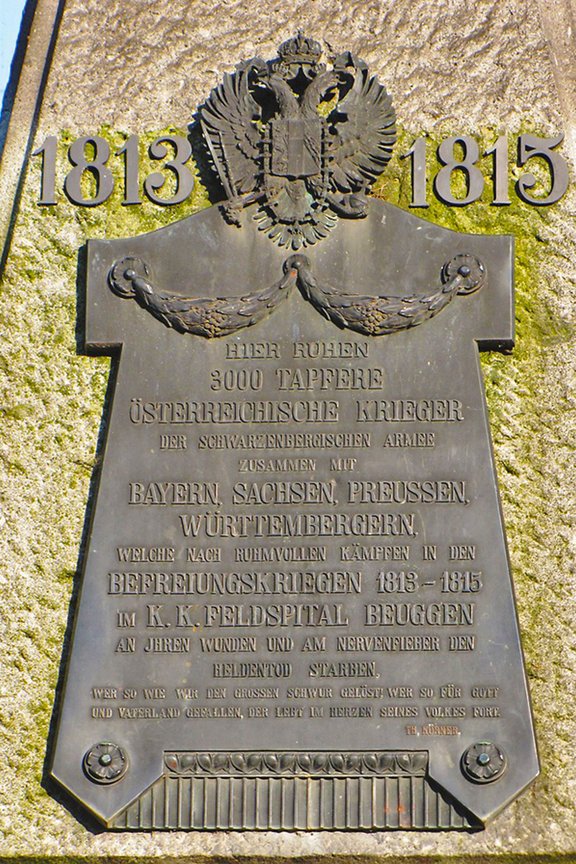 1813 1815
HIER RUHEN
3000 TAPFERE
ÖSTERREICHISCHE KRIEGER
DER SCHWARZENBERGISCHEN ARMEE
ZUSAMMEN MIT
BAYERN, SACHSEN, PREUSSEN,
WÜRTTEMBERGERN,
WELCHE NACH RUHMVOLLEN KÄMPFEN IN DEN
BEFREIUNGSKRIEGEN 1813-1815
IM K. K. FELDSPITAL BEUGGEN
AN JHREN WUNDEN UND AM NERVENFIEBER DEN
HELDENTOD STARBEN.
WER SO WIE WIR DEN GROSSEN SCHWUR GELÖST; WER SO FÜR GOTT
UND VATERLAND GEFALLEN, DER LEBT IM HERZEN SEINES VOLKES FORT.
TH. KÖRNER.